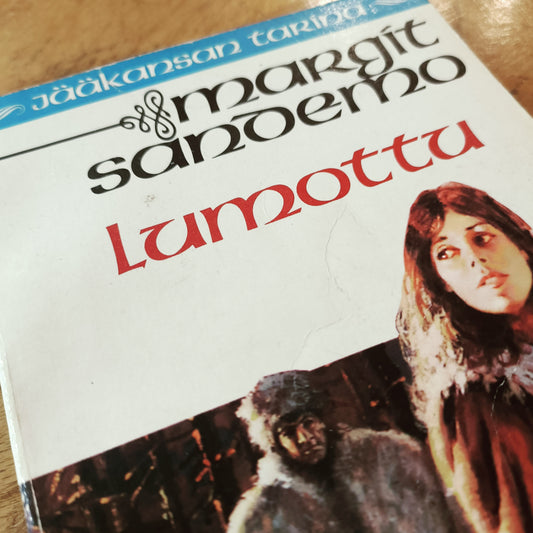 Jääkansan tarina
margit
sandemo
Lumottu